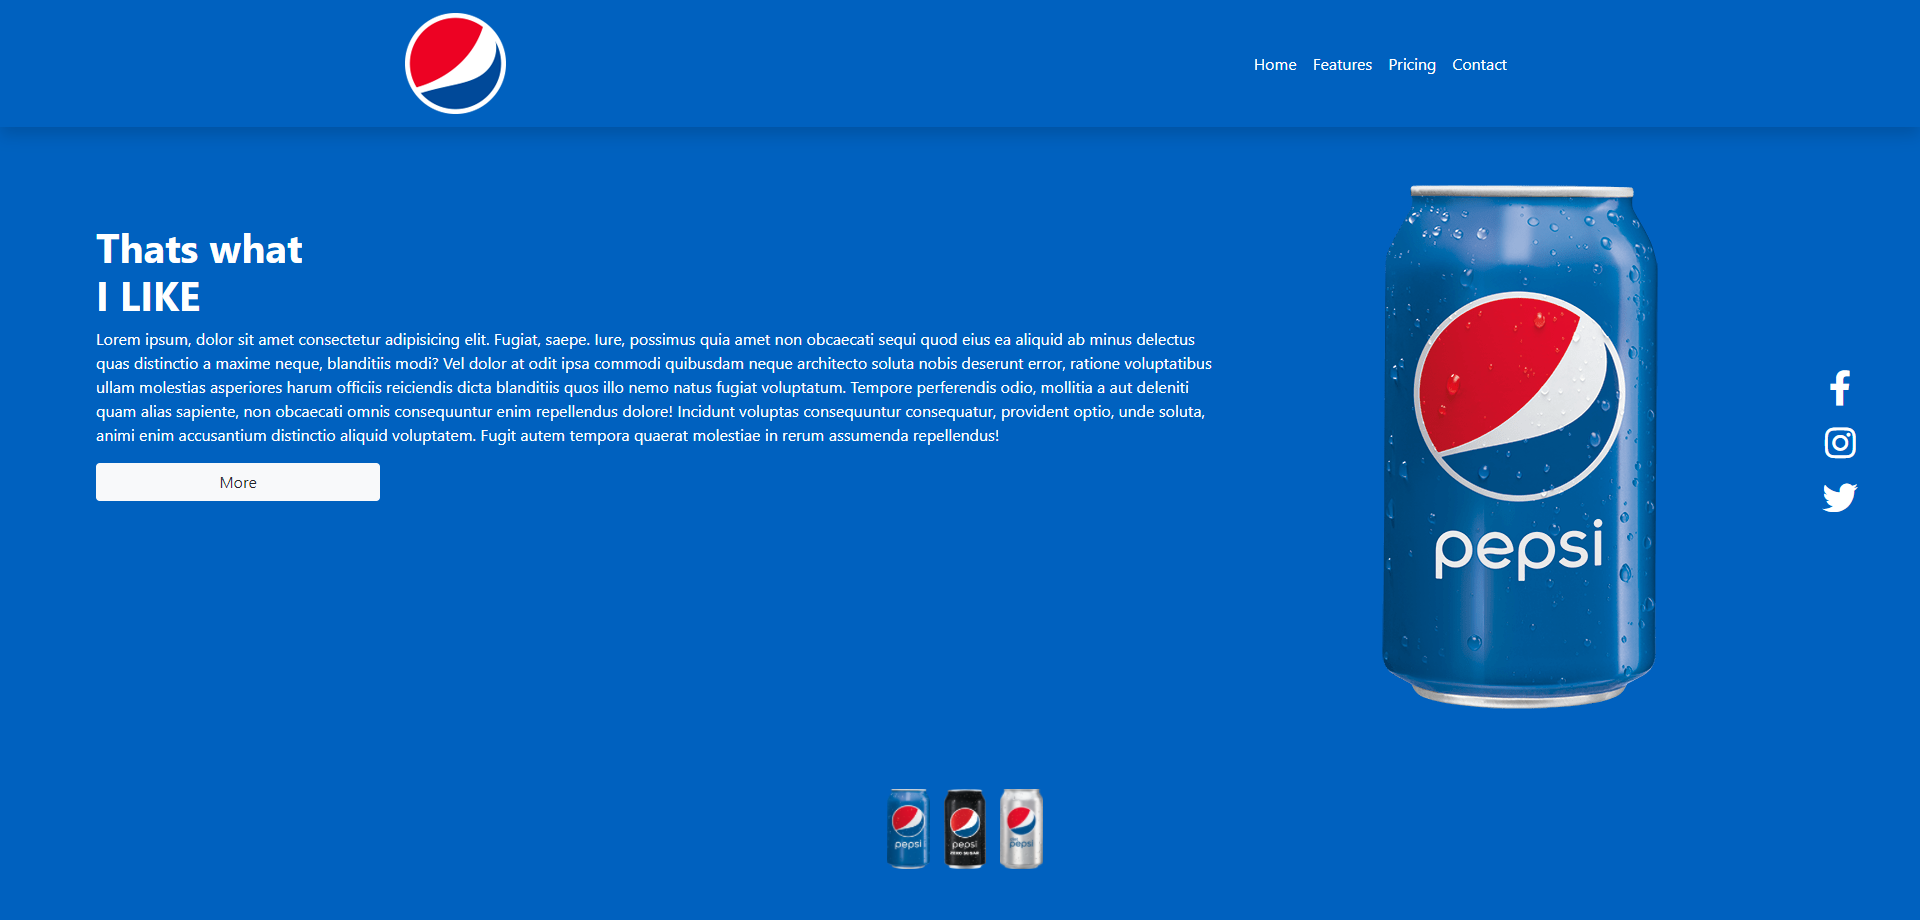 Home Features Pricing Contact
Thats what
I LIKE
Lorem ipsum, dolor sit amet consectetur adipisicing elit. Fugiat, saepe. Iure, possimus quia amet non obcaecati sequi quod eius ea aliquid ab minus delectus
quas distinctio a maxime neque, blanditiis modi? Vel dolor at odit ipsa commodi quibusdam neque architecto soluta nobis deserunt error, ratione voluptatibus
ullam molestias asperiores harum officiis reiciendis dicta blanditiis quos illo nemo natus fugiat voluptatum. Tempore perferendis odio, mollitia a aut deleniti
quam alias sapiente, non obcaecati omnis consequuntur enim repellendus dolore! Incidunt voluptas consequuntur consequatur, provident optio, unde soluta,
animi enim accusantium distinctio aliquid voluptatem. Fugit autem tempora quaerat molestiae in rerum assumenda repellendus!
More
pepsi
pepsi
pepsi
ZERO SUGAR
pepsi